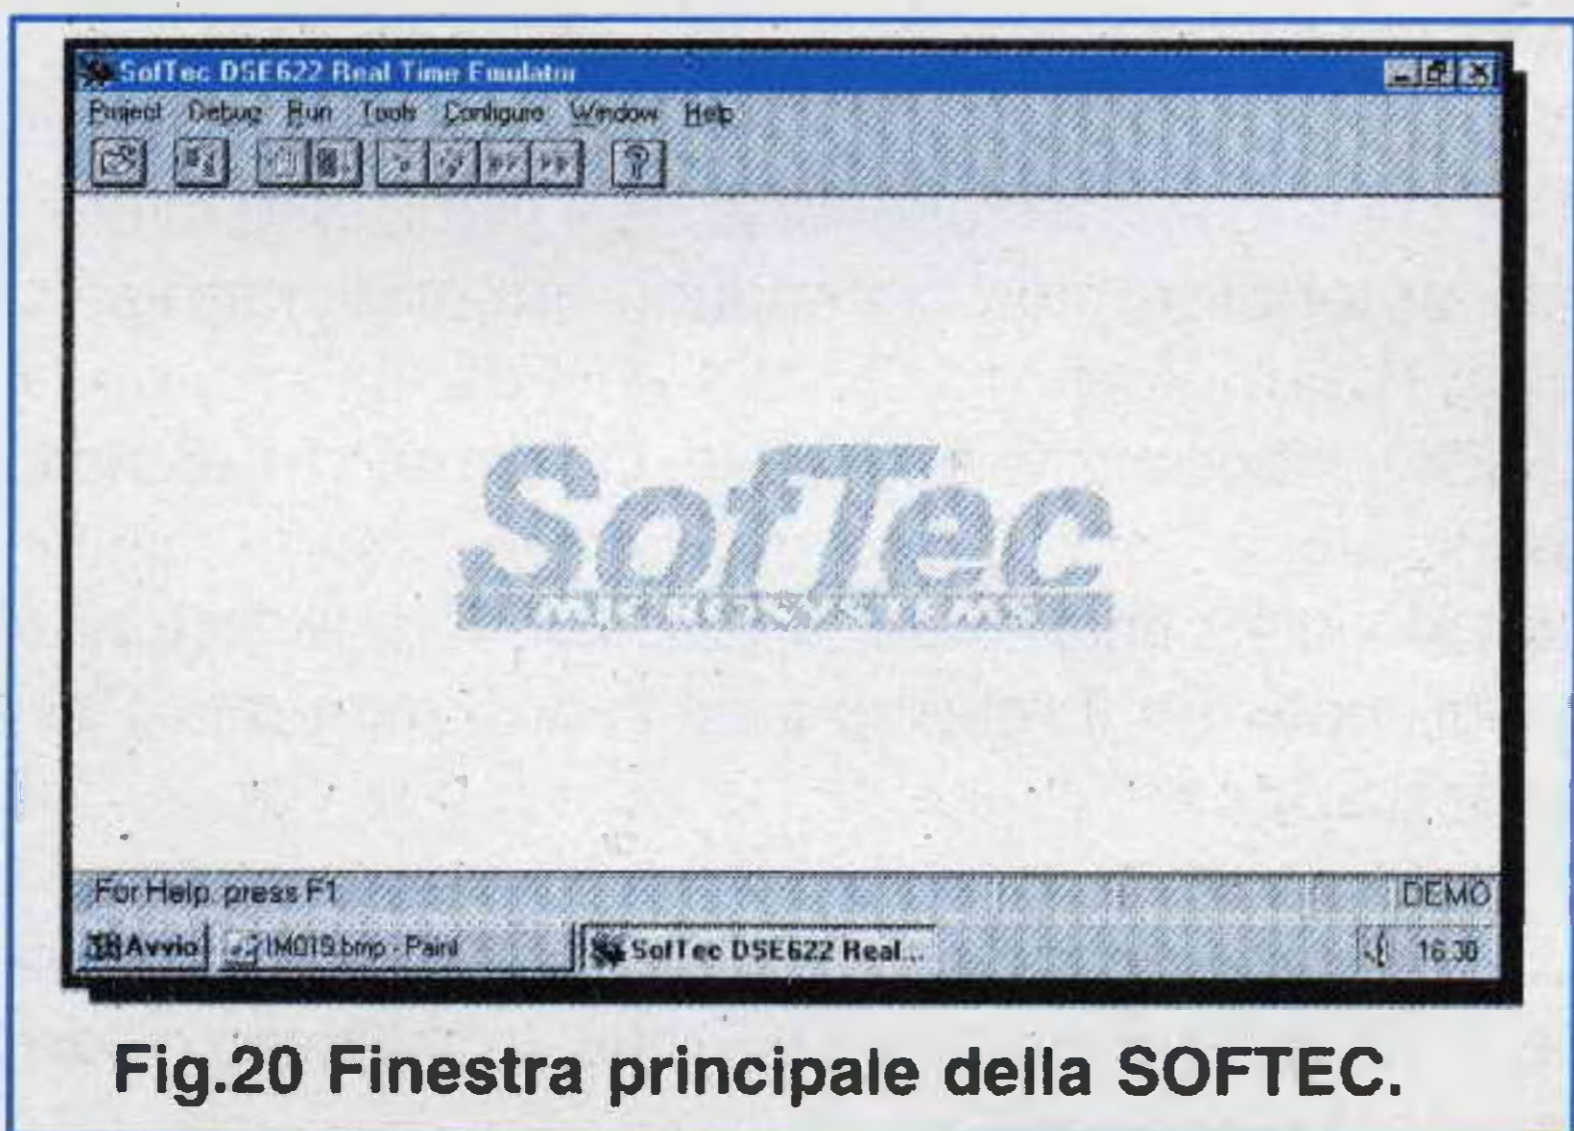 SofTec DSE622 Real Time Emulator
Project Debug Run Tools Configure Window Help
SofTec
MICROSYSTEMS
For Help, press F1
DEMO
Avvio IM019.bmp - Paint SofTec DSE622 Real... 16.30
Fig.20 Finestra principale della SOFTEC.